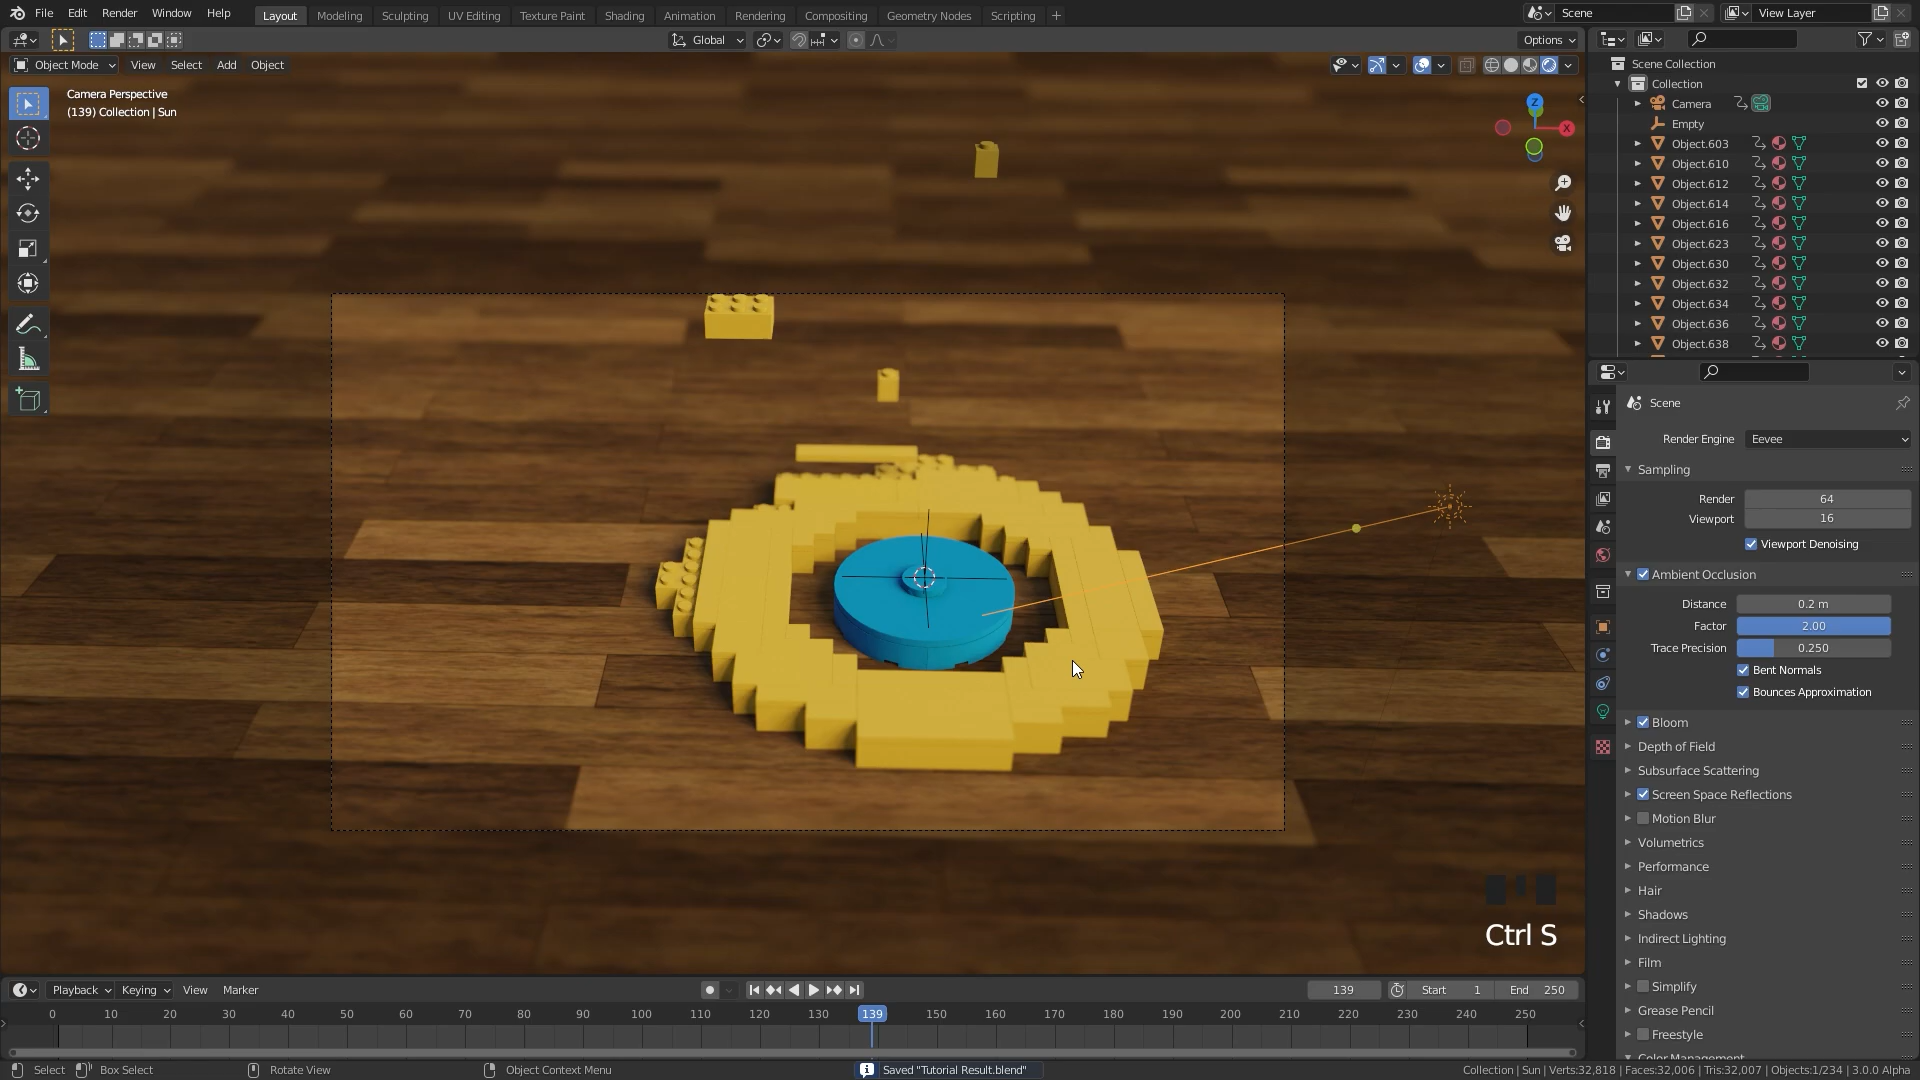 File Edit Render Window Help Layout Modeling Sculpting UV Editing Texture Paint Shading Animation Rendering Compositing Geometry Nodes Scripting + Scene View Layer
Global Options
Object Mode View Select Add Object
Camera Perspective
(139) Collection | Sun
Z
X
Scene Collection
Collection
Camera
Empty
Object.603
Object.610
Object.612
Object.614
Object.616
Object.623
Object.630
Object.632
Object.634
Object.636
Object.638
Scene
Render Engine Eevee
Sampling
Render 64
Viewport 16
Viewport Denoising
Ambient Occlusion
Distance 0.2 m
Factor 2.00
Trace Precision 0.250
Bent Normals
Bounces Approximation
Bloom
Depth of Field
Subsurface Scattering
Screen Space Reflections
Motion Blur
Volumetrics
Performance
Hair
Shadows
Indirect Lighting
Film
Simplify
Grease Pencil
Freestyle
Color Management
Ctrl S
Playback Keying View Marker 139 Start 1 End 250
0 10 20 30 40 50 60 70 80 90 100 110 120 130 139 150 160 170 180 190 200 210 220 230 240 250
Select Box Select Rotate View Object Context Menu Saved "Tutorial Result.blend" Collection | Sun | Verts:32,818 | Faces:32,006 | Tris:32,007 | Objects:1/234 | 3.0.0 Alpha